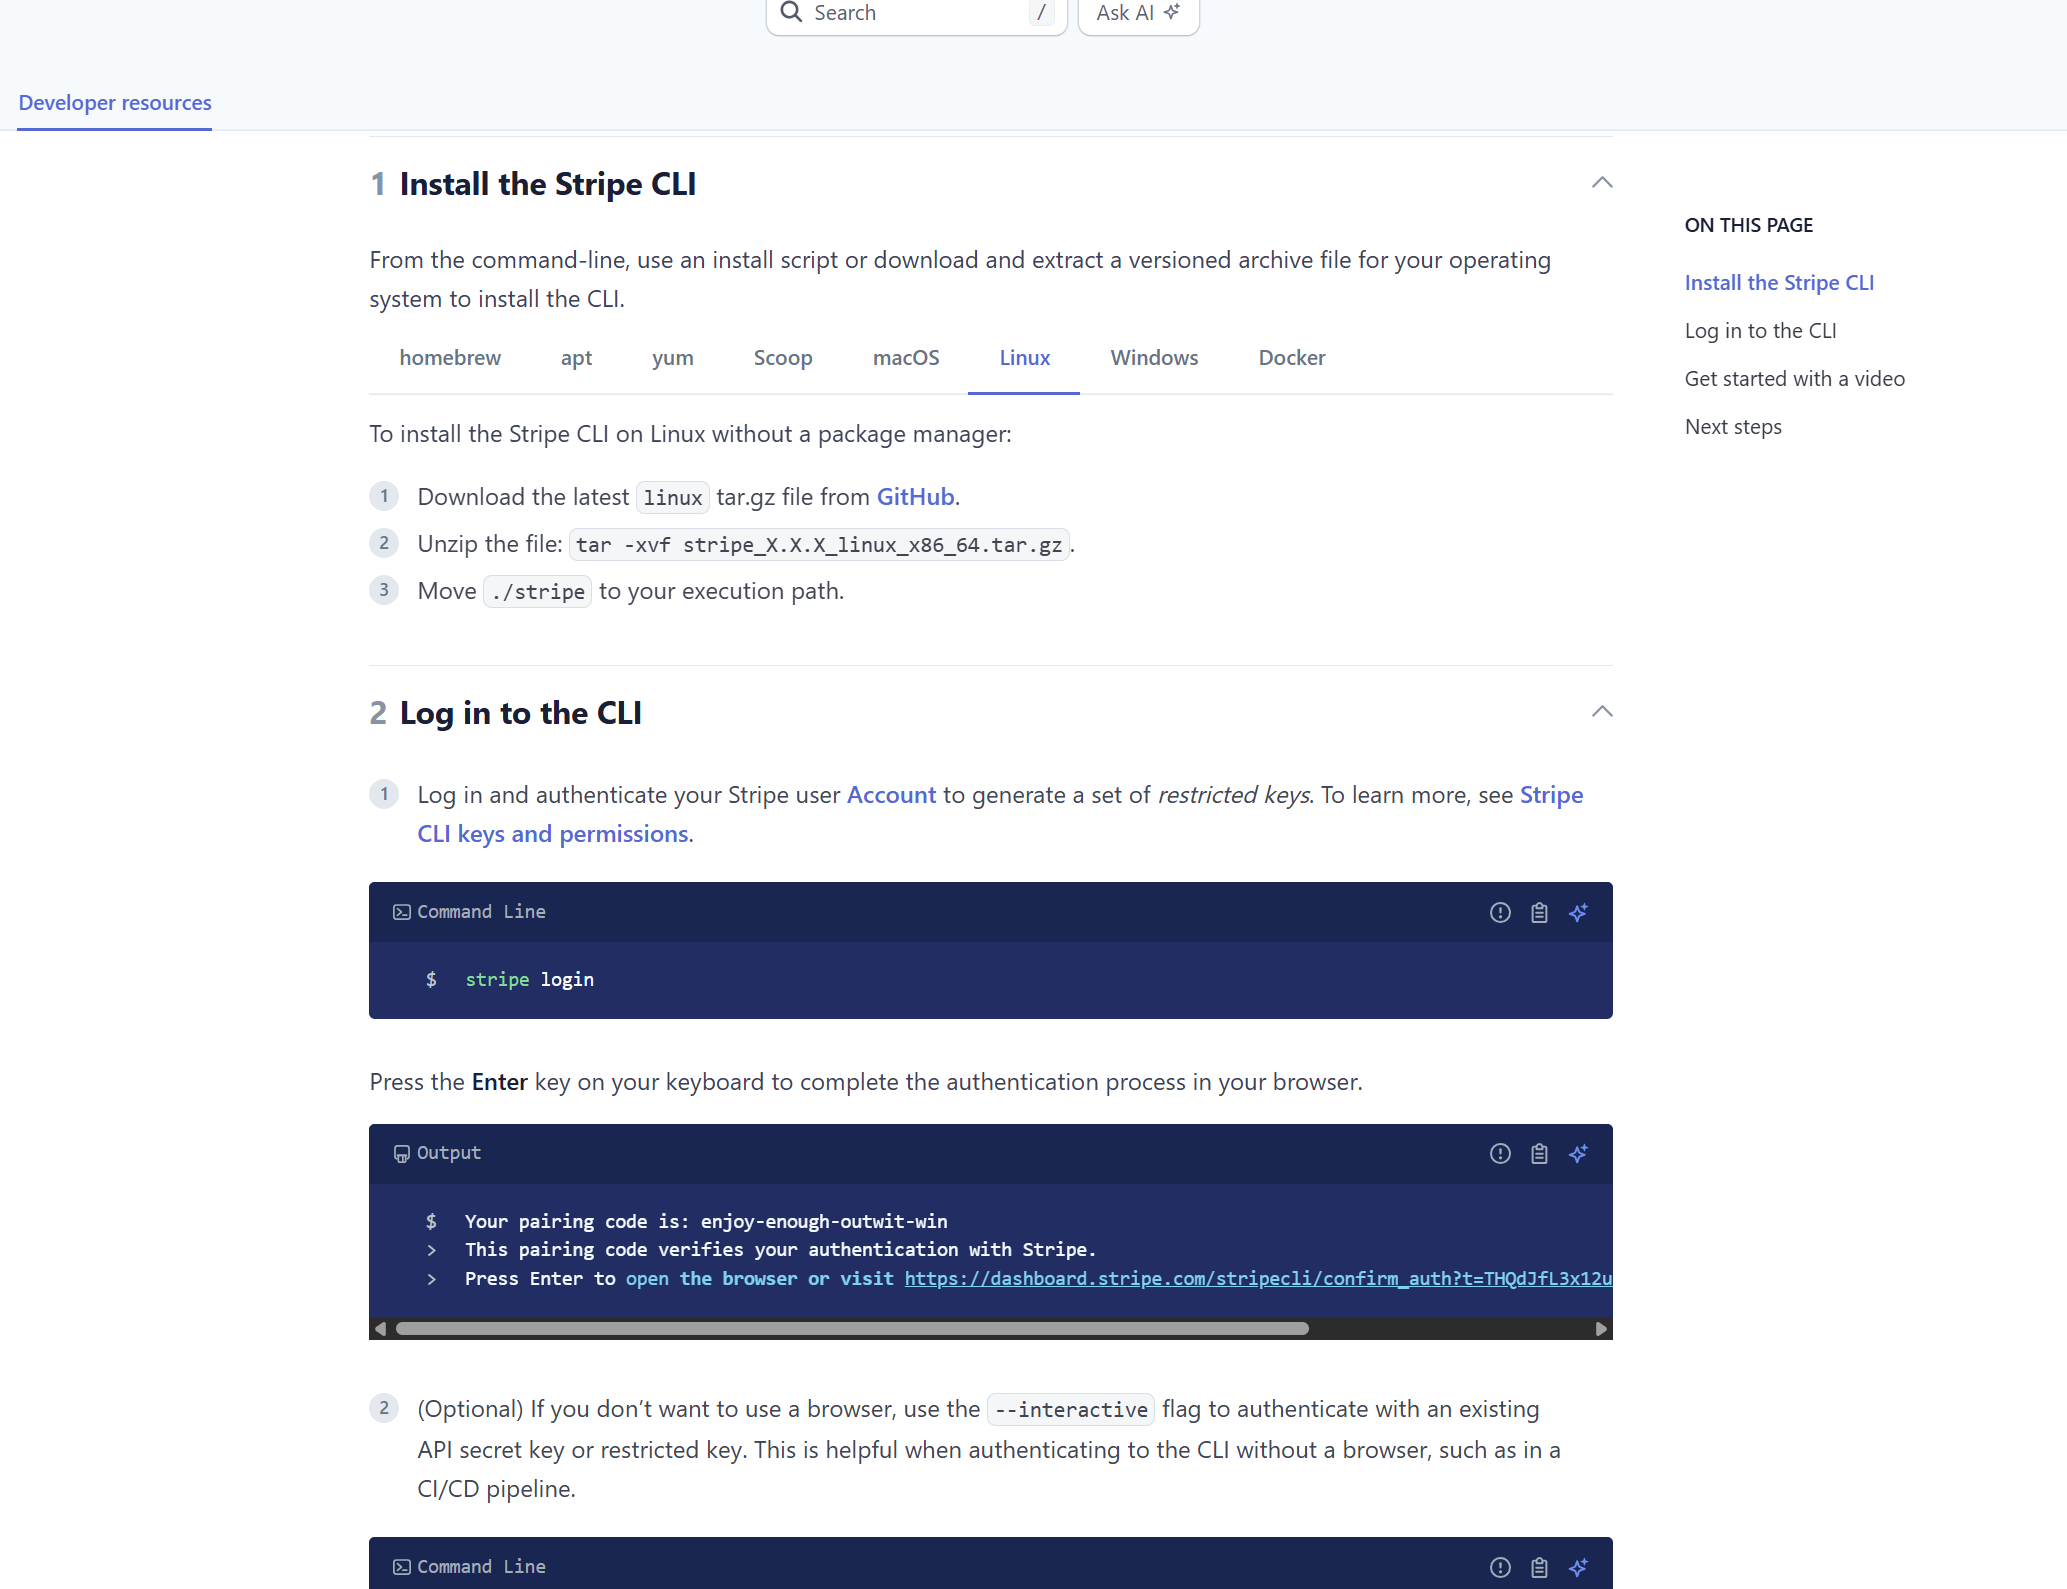 Search /
Ask AI
Developer resources
1 Install the Stripe CLI
From the command-line, use an install script or download and extract a versioned archive file for your operating
system to install the CLI.
homebrew apt yum Scoop macOS Linux Windows Docker
To install the Stripe CLI on Linux without a package manager:
1 Download the latest linux tar.gz file from GitHub.
2 Unzip the file: tar -xvf stripe_X.X.X_linux_x86_64.tar.gz.
3 Move ./stripe to your execution path.
2 Log in to the CLI
1 Log in and authenticate your Stripe user Account to generate a set of restricted keys. To learn more, see Stripe
CLI keys and permissions.
Command Line
$ stripe login
Press the Enter key on your keyboard to complete the authentication process in your browser.
Output
$ Your pairing code is: enjoy-enough-outwit-win
> This pairing code verifies your authentication with Stripe.
> Press Enter to open the browser or visit https://dashboard.stripe.com/stripecli/confirm_auth?t=THQdJfL3x12u
2 (Optional) If you don’t want to use a browser, use the --interactive flag to authenticate with an existing
API secret key or restricted key. This is helpful when authenticating to the CLI without a browser, such as in a
CI/CD pipeline.
Command Line
ON THIS PAGE
Install the Stripe CLI
Log in to the CLI
Get started with a video
Next steps